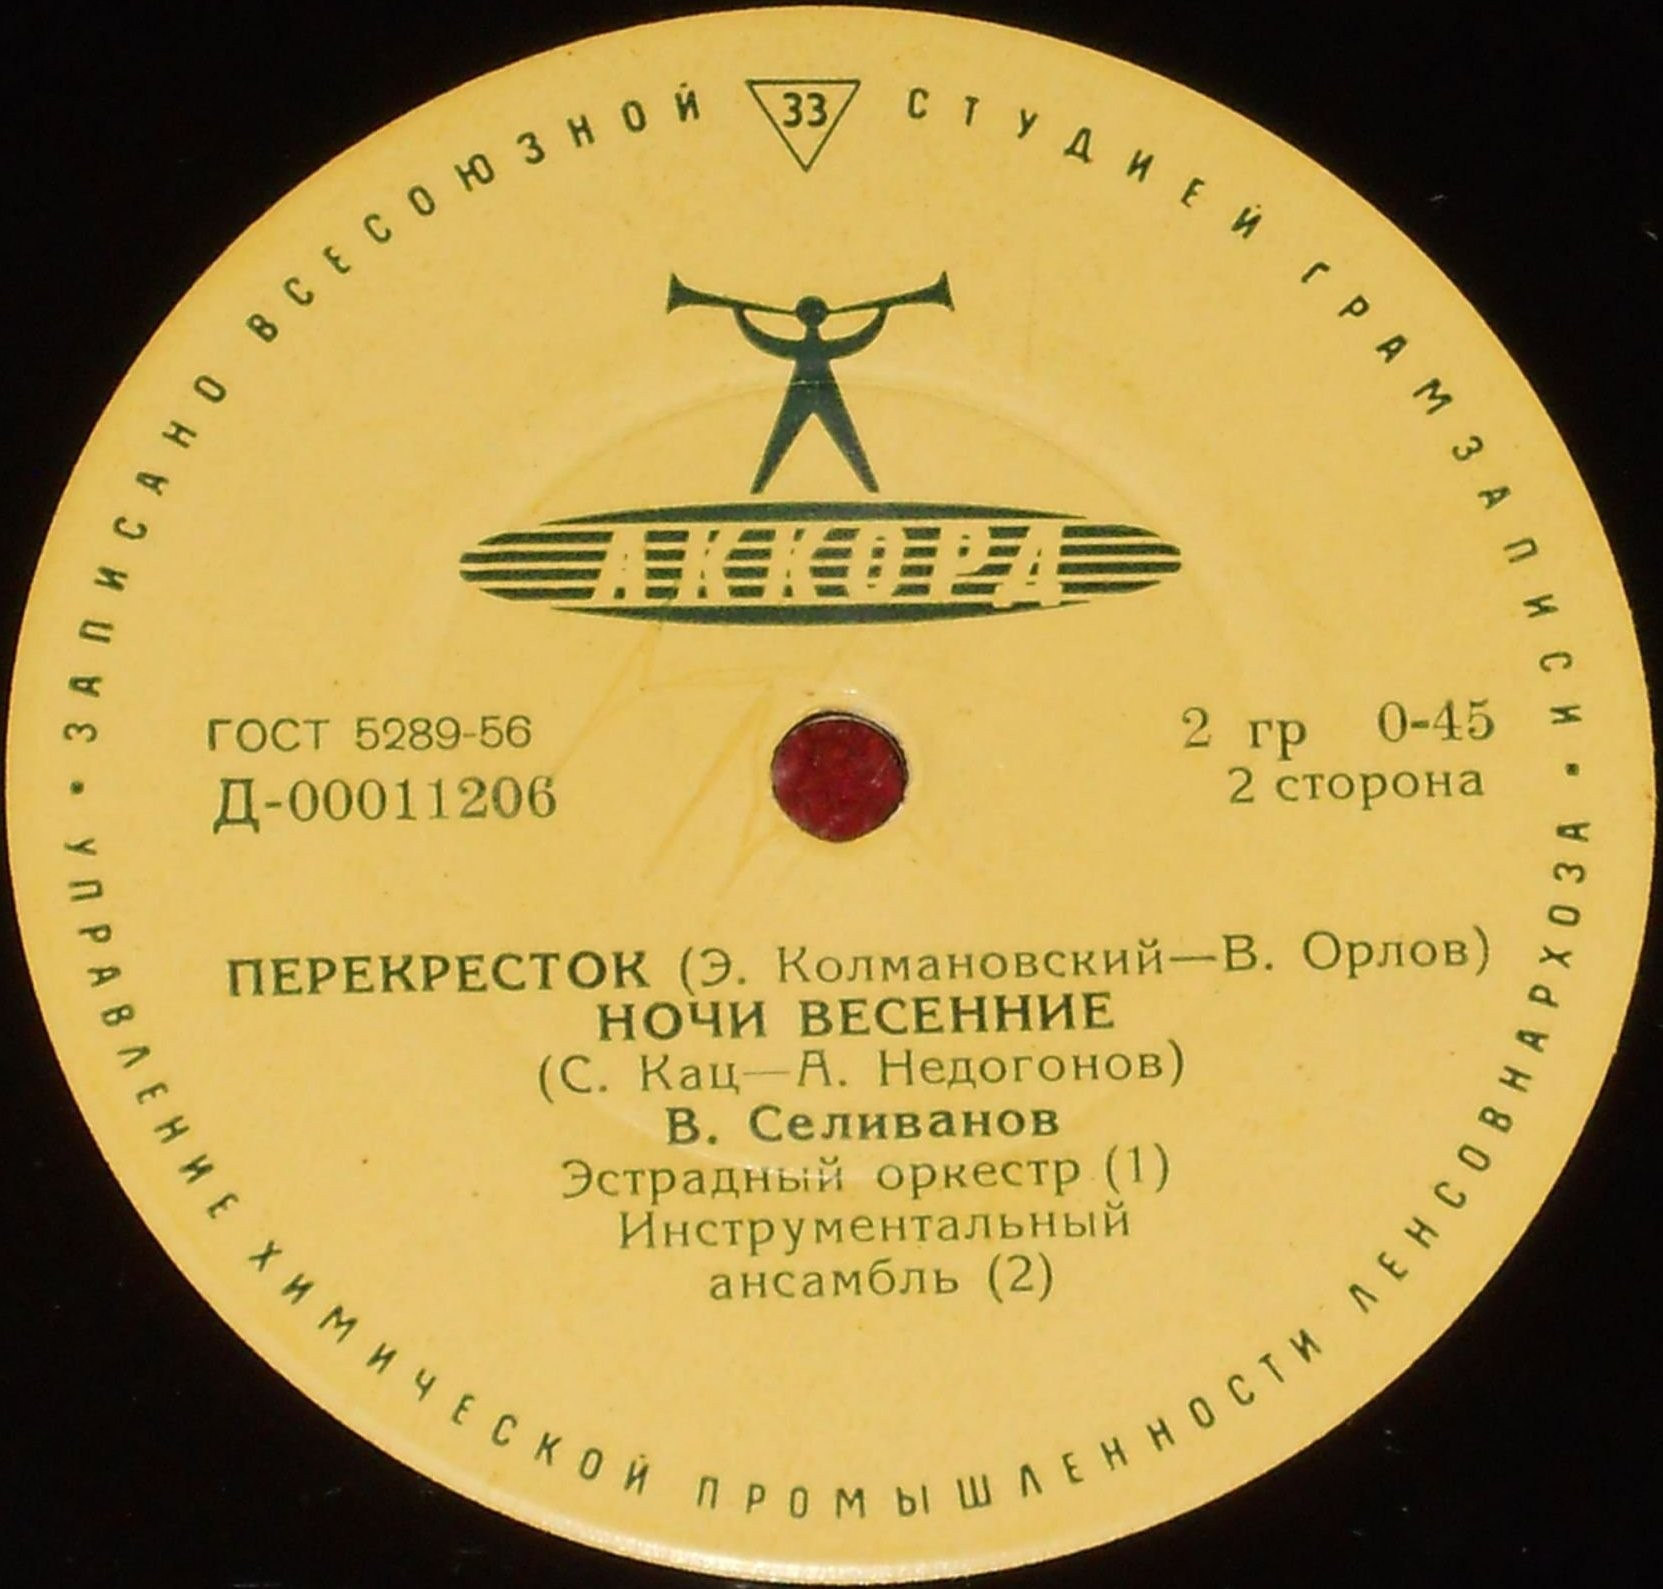 ЗАПИСАНО ВСЕСОЮЗНОЙ 33 СТУДИЕЙ ГРАМЗАПИСИ
АККОРД
ГОСТ 5289-56
Д-00011206
2 гр 0-45
2 сторона
ПЕРЕКРЕСТОК (Э. Колмановский—В. Орлов)
НОЧИ ВЕСЕННИЕ
(С. Кац—А. Недогонов)
В. Селиванов
Эстрадный оркестр (1)
Инструментальный
ансамбль (2)
• УПРАВЛЕНИЕ ХИМИЧЕСКОЙ ПРОМЫШЛЕННОСТИ ЛЕНСОВНАРХОЗА •